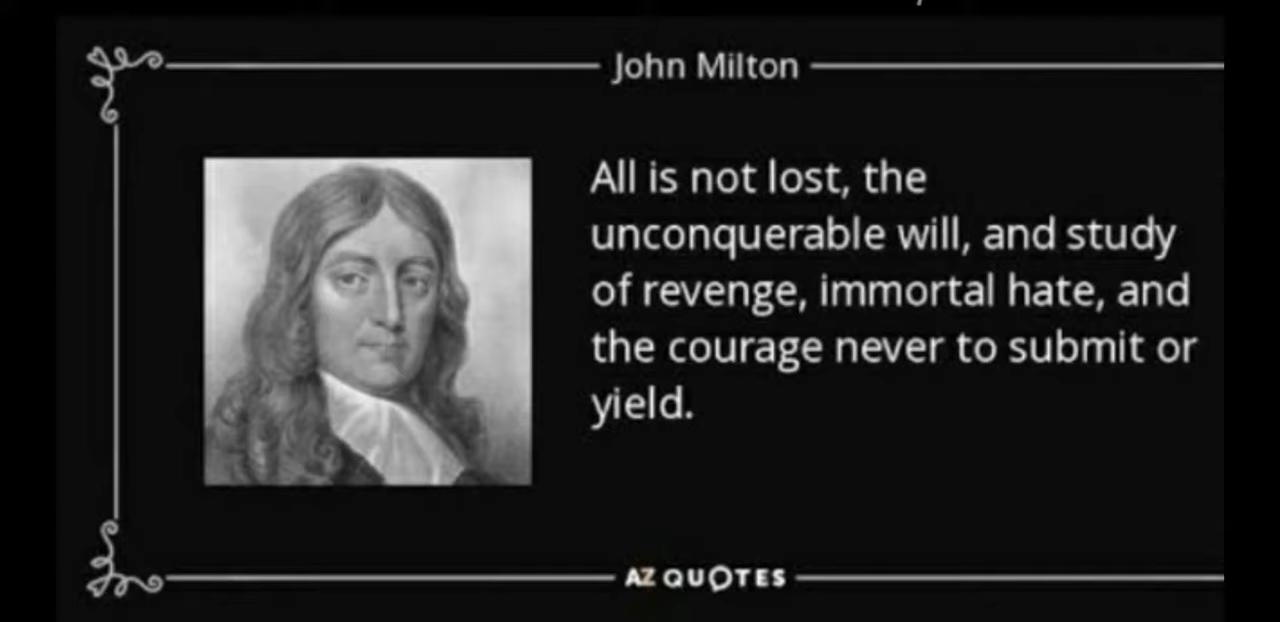 John Milton
All is not lost, the
unconquerable will, and study
of revenge, immortal hate, and
the courage never to submit or
yield.
AZ QUOTES